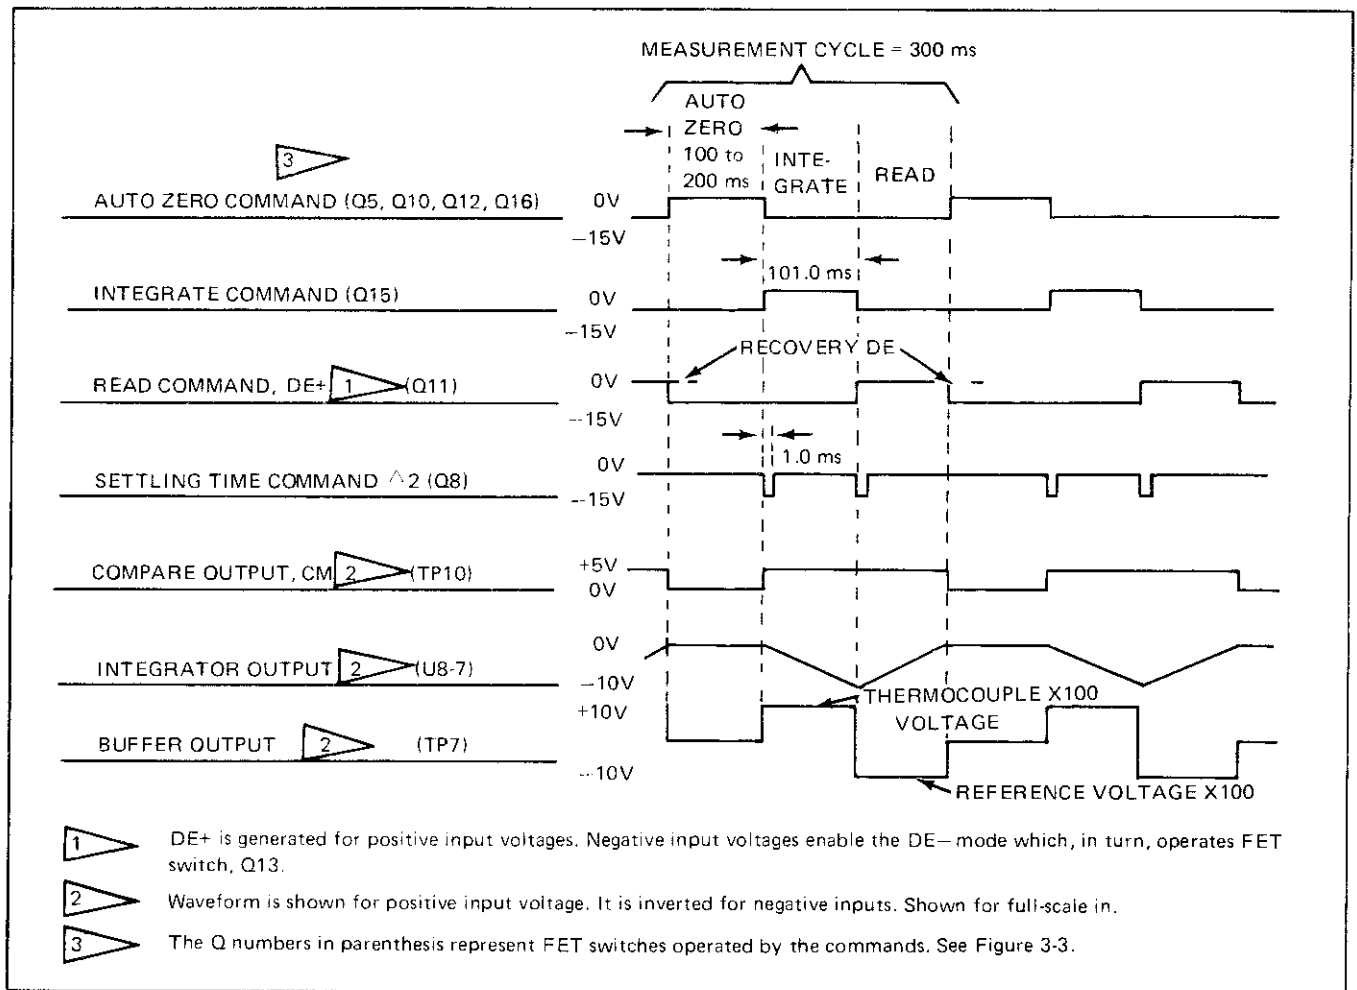 MEASUREMENT CYCLE = 300 ms
AUTO
ZERO
100 to
200 ms
INTE-
GRATE
READ
3
AUTO ZERO COMMAND (Q5, Q10, Q12, Q16)
0V
—15V
101.0 ms
INTEGRATE COMMAND (Q15)
0V
—15V
RECOVERY DE
READ COMMAND, DE+ 1 (Q11)
0V
--15V
1.0 ms
SETTLING TIME COMMAND △2 (Q8)
0V
--15V
COMPARE OUTPUT, CM 2 (TP10)
+5V
0V
INTEGRATOR OUTPUT 2 (U8-7)
0V
—10V
THERMOCOUPLE X100
VOLTAGE
BUFFER OUTPUT 2 (TP7)
+10V
--10V
REFERENCE VOLTAGE X100
1 DE+ is generated for positive input voltages. Negative input voltages enable the DE— mode which, in turn, operates FET
switch, Q13.
2 Waveform is shown for positive input voltage. It is inverted for negative inputs. Shown for full-scale in.
3 The Q numbers in parenthesis represent FET switches operated by the commands. See Figure 3-3.